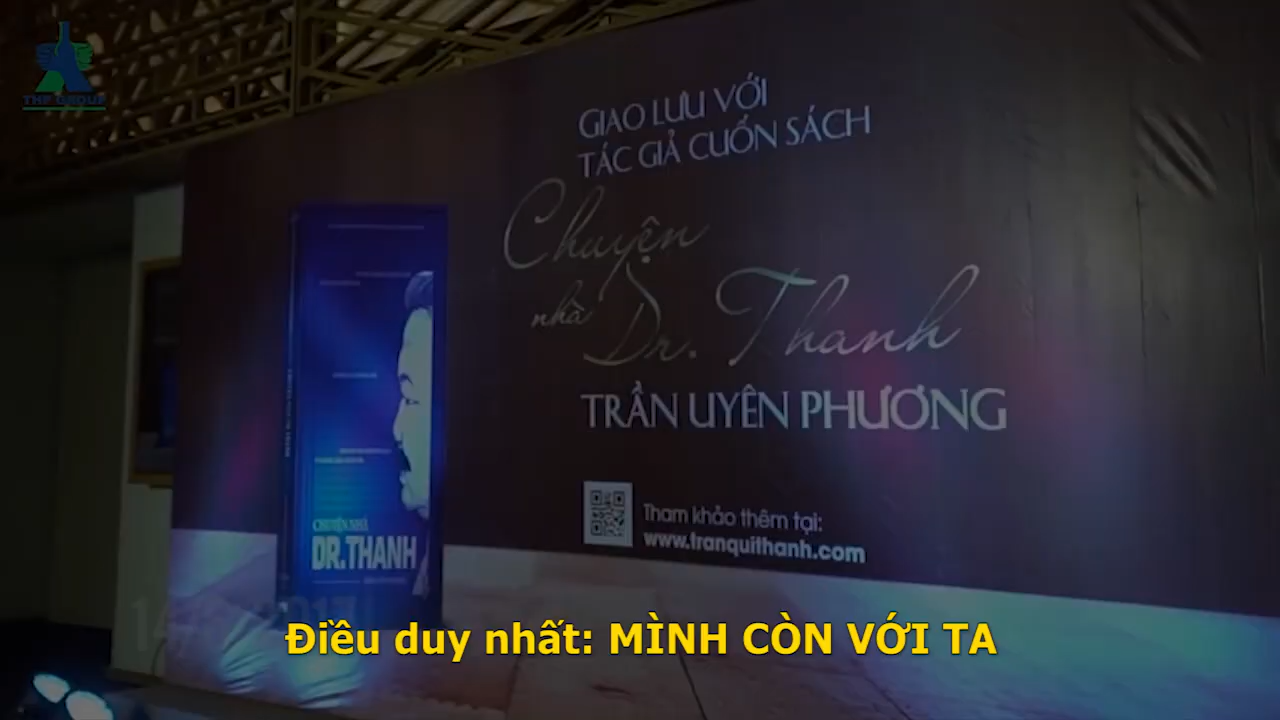 THP GROUP
GIAO LƯU VỚI
TÁC GIẢ CUỐN SÁCH
Chuyện
nhà Dr. Thanh
TRẦN UYÊN PHƯƠNG
Tham khảo thêm tại:
www.tranquithanh.com
CHUYỆN NHÀ
DR.THANH
Điều duy nhất: MÌNH CÒN VỚI TA